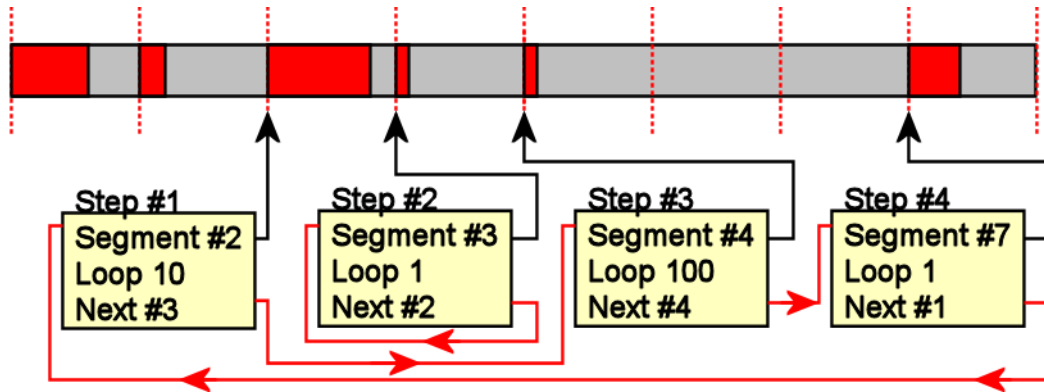 Step #1
Segment #2
Loop 10
Next #3
Step #2
Segment #3
Loop 1
Next #2
Step #3
Segment #4
Loop 100
Next #4
Step #4
Segment #7
Loop 1
Next #1